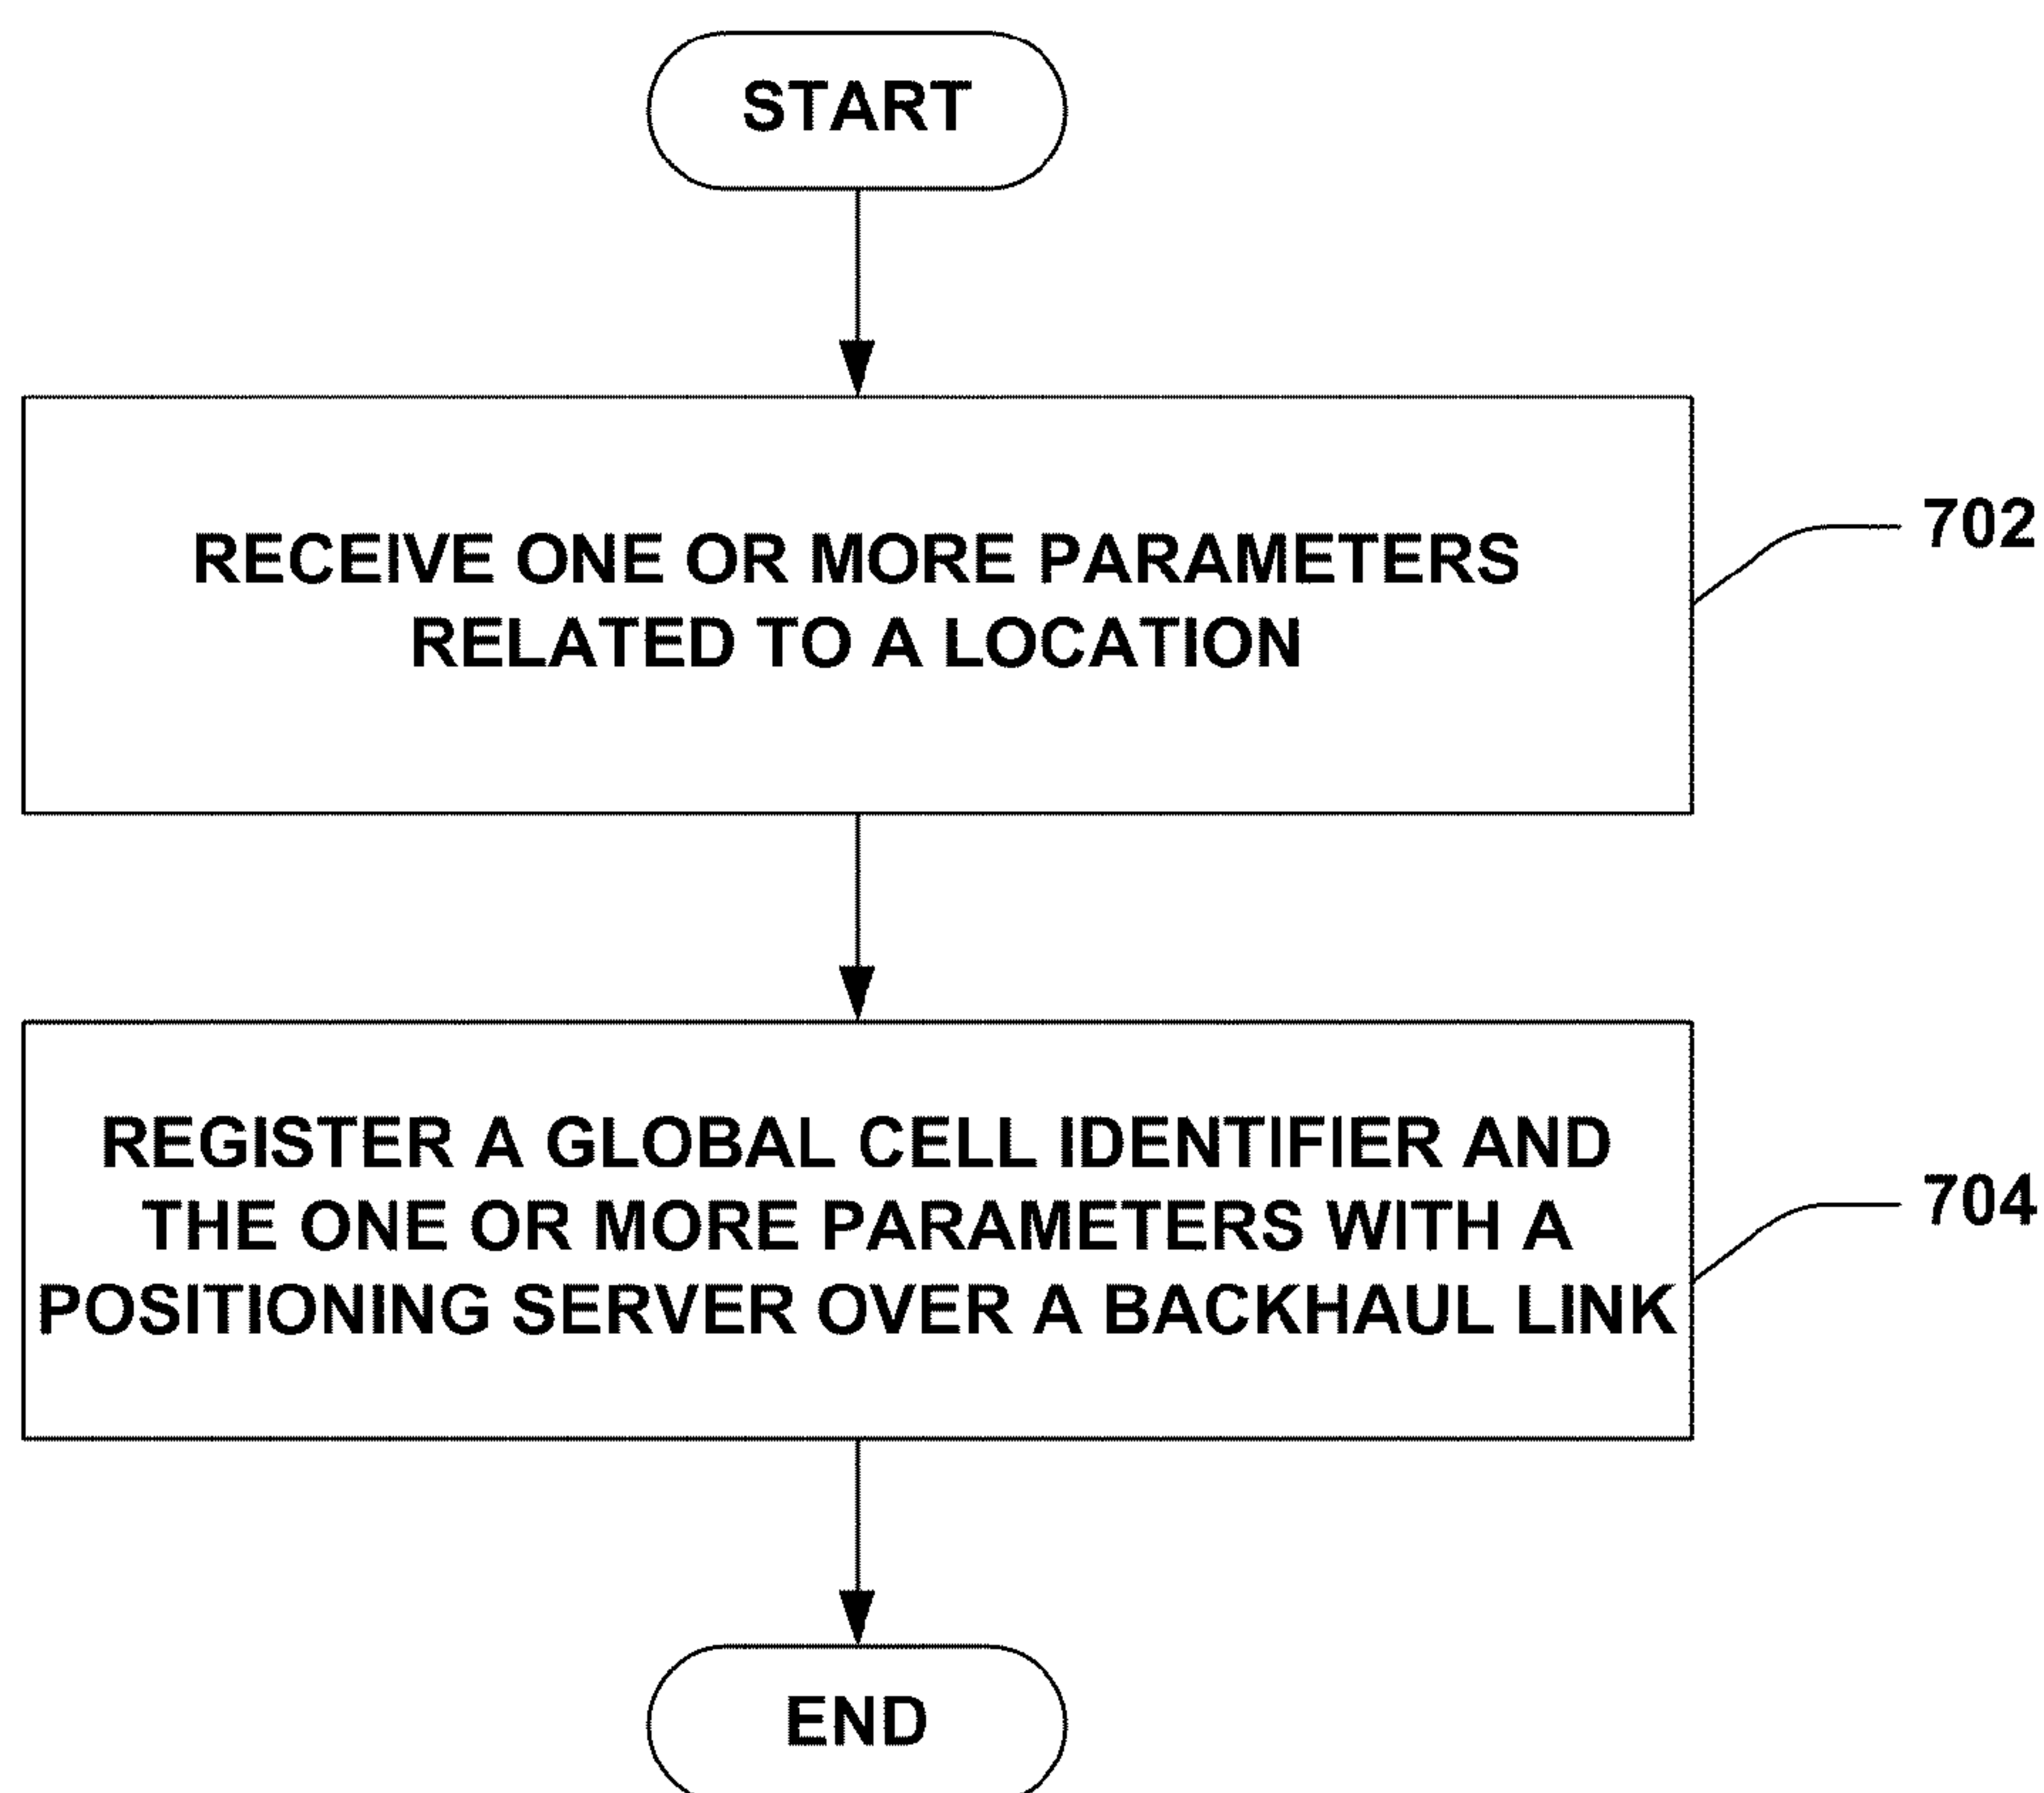 START
RECEIVE ONE OR MORE PARAMETERS
RELATED TO A LOCATION
702
REGISTER A GLOBAL CELL IDENTIFIER AND
THE ONE OR MORE PARAMETERS WITH A
POSITIONING SERVER OVER A BACKHAUL LINK
704
END